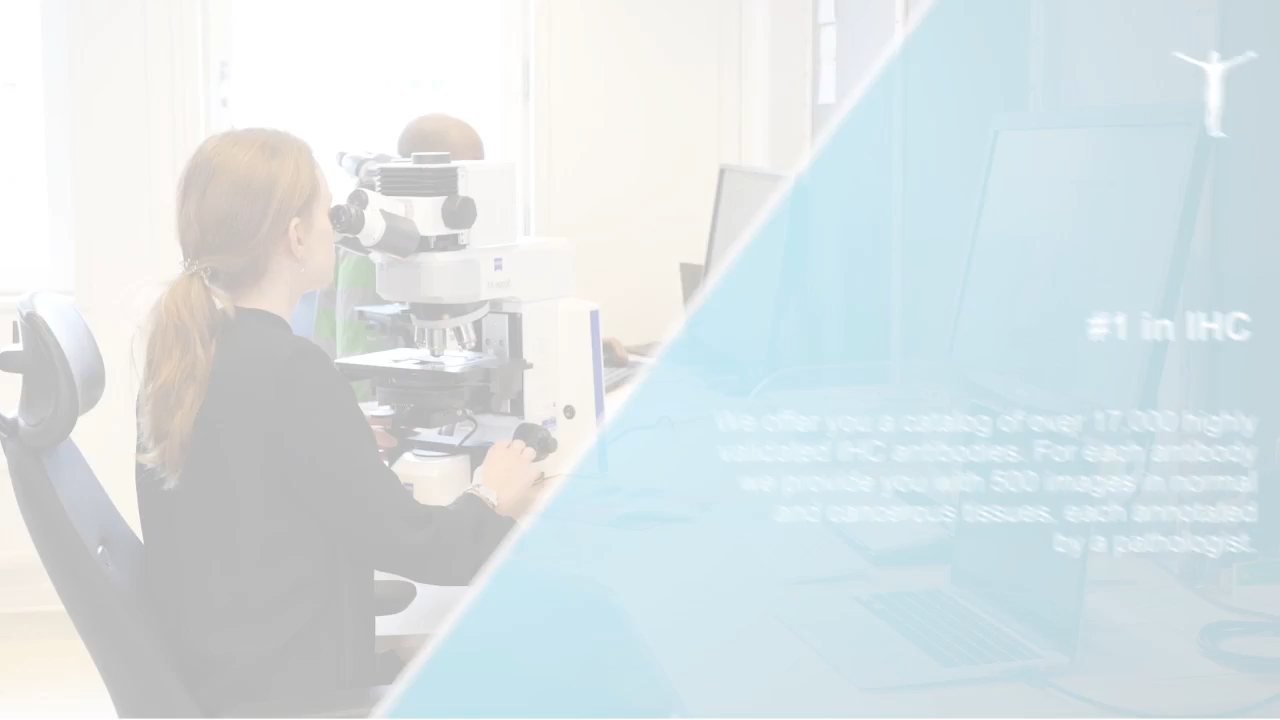 #1 in IHC
We offer you a catalog of over 17.000 highly
validated IHC antibodies. For each antibody
we provide you with 500 images in normal
and cancerous tissues, each annotated
by a pathologist.